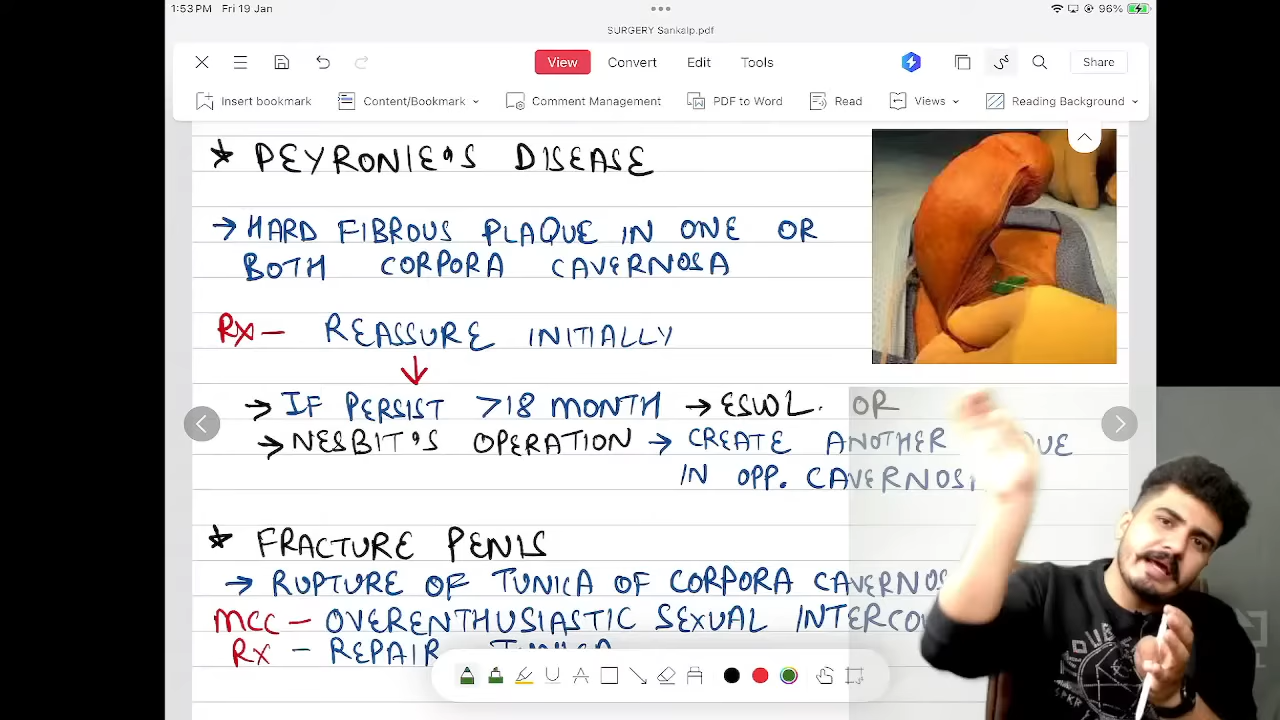 1:53 PM Fri 19 Jan
96%
SURGERY Sankalp.pdf
View Convert Edit Tools Share
Insert bookmark Content/Bookmark Comment Management PDF to Word Read Views Reading Background
PEYRONIE'S DISEASE
→ HARD FIBROUS PLAQUE IN ONE OR
BOTH CORPORA CAVERNOSA
Rx - REASSURE INITIALLY
↓
→ IF PERSIST >18 MONTH → ESWL. OR
→ NESBIT'S OPERATION → CREATE ANOTHER
IN OPP.
FRACTURE PENIS
→ RUPTURE OF TUNICA OF CORPORA
MCC - OVERENTHUSIASTIC SEXUAL
Rx - REPAIR TUNICA